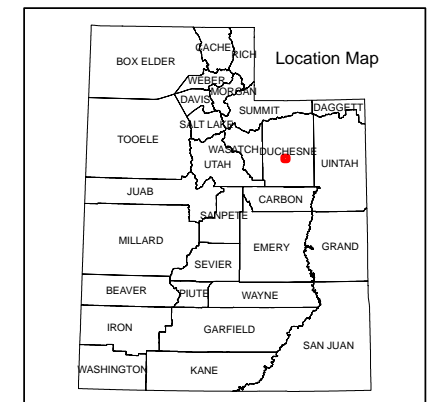 Location Map
CACHE
RICH
BOX ELDER
WEBER
MORGAN
DAVIS
SUMMIT
DAGGETT
SALT LAKE
TOOELE
WASATCH
DUCHESNE
UTAH
UINTAH
JUAB
CARBON
SANPETE
MILLARD
EMERY
GRAND
SEVIER
BEAVER
PIUTE
WAYNE
IRON
GARFIELD
SAN JUAN
WASHINGTON
KANE